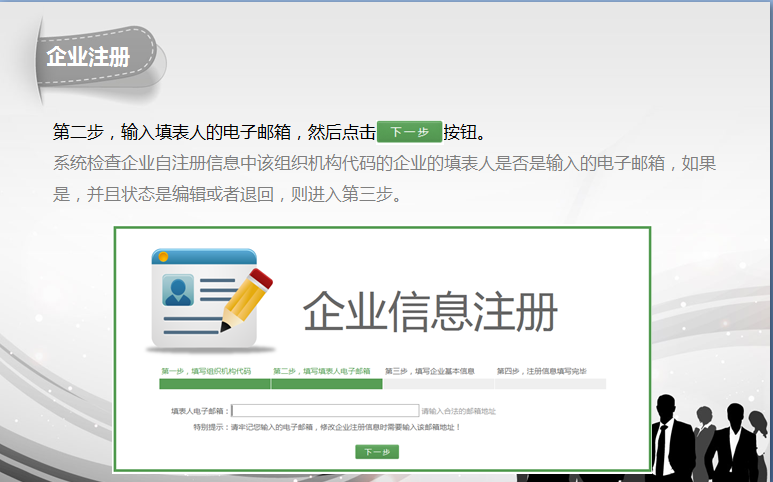 企业注册
第二步，输入填表人的电子邮箱，然后点击下一步按钮。
系统检查企业自注册信息中该组织机构代码的企业的填表人是否是输入的电子邮箱，如果
是，并且状态是编辑或者退回，则进入第三步。
企业信息注册
第一步，填写组织机构代码 第二步，填写填表人电子邮箱 第三步，填写企业基本信息 第四步，注册信息填写完毕
填表人电子邮箱： 请输入合法的邮箱地址
特别提示：请牢记您输入的电子邮箱，修改企业注册信息时需要输入该邮箱地址！
下一步